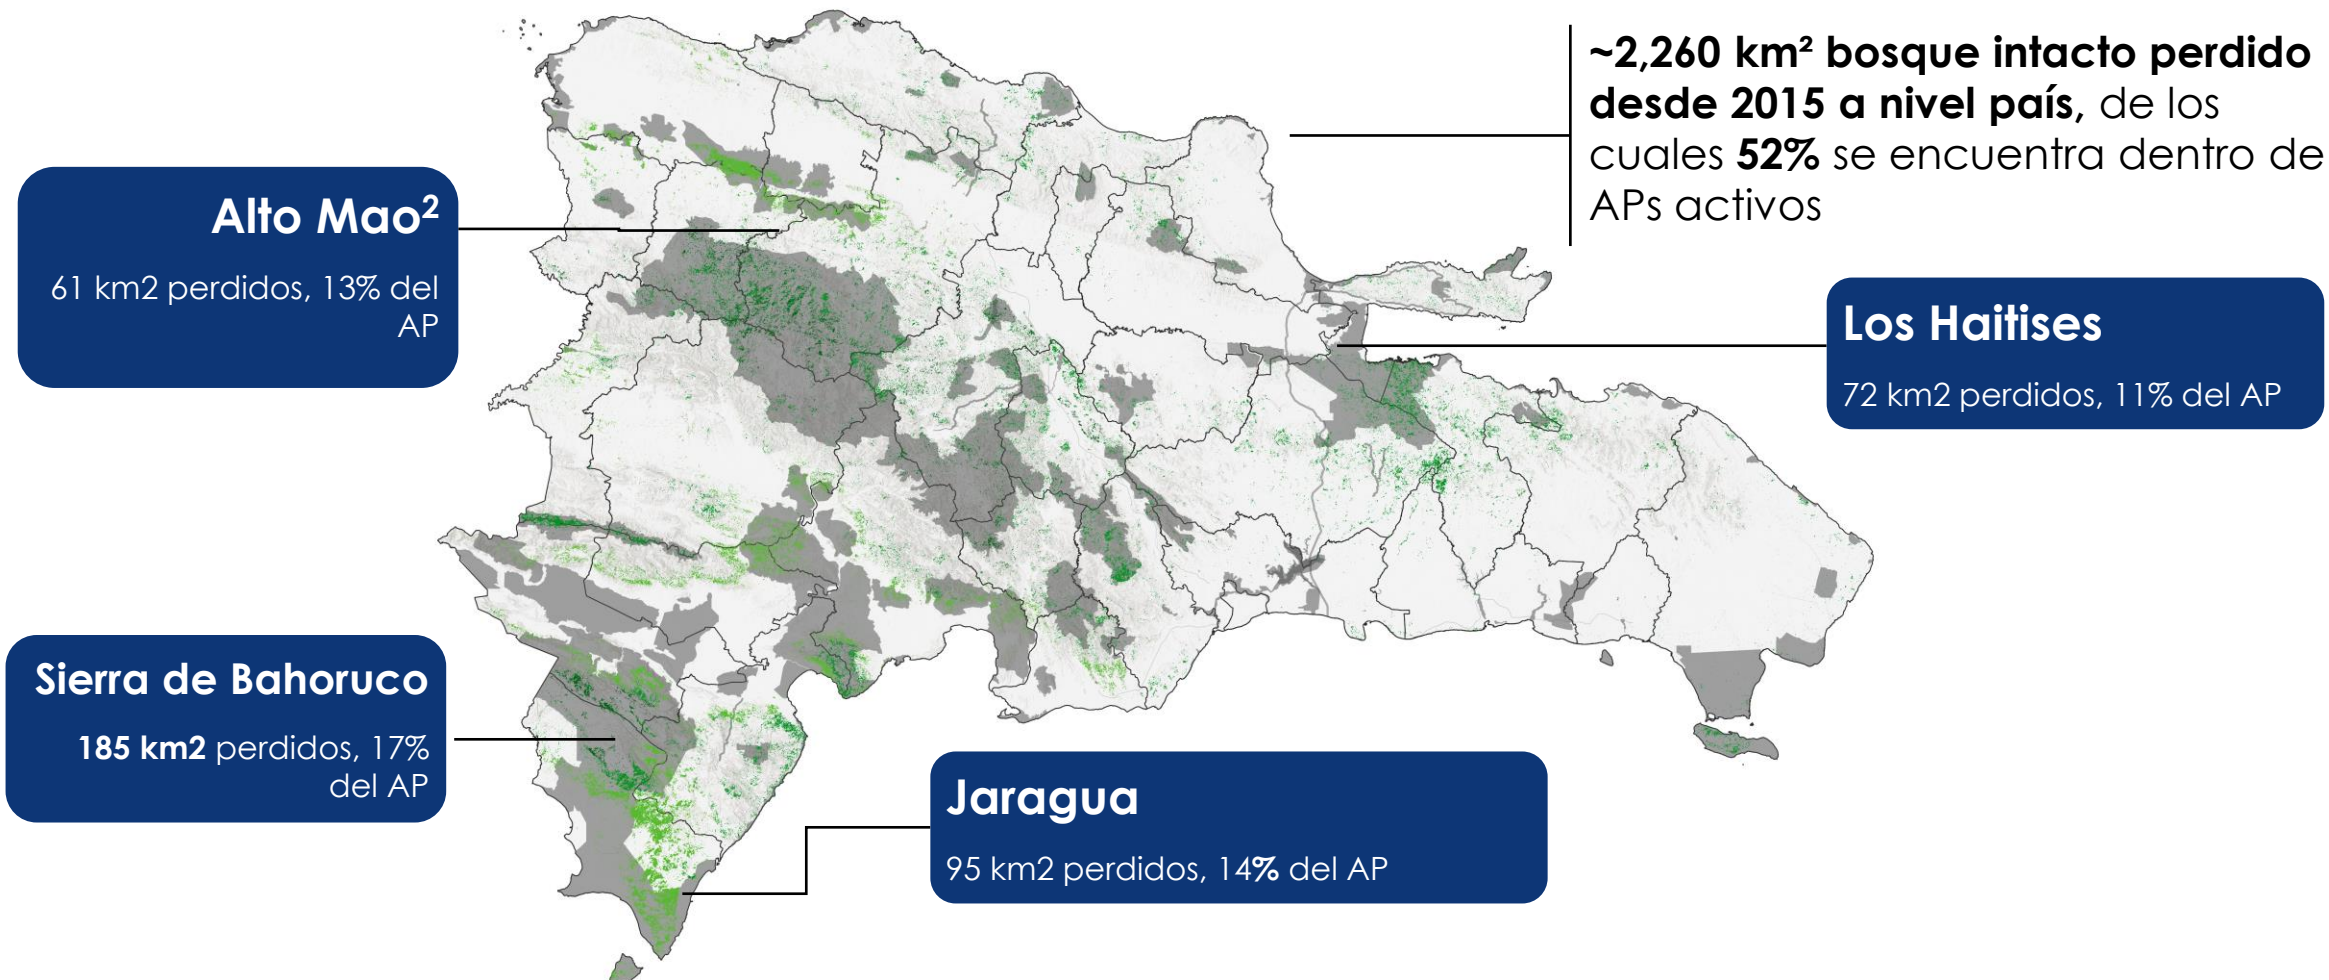 ~2,260 km² bosque intacto perdido
desde 2015 a nivel país, de los
cuales 52% se encuentra dentro de
APs activos
Alto Mao²
61 km2 perdidos, 13% del
AP
Los Haitises
72 km2 perdidos, 11% del AP
Sierra de Bahoruco
185 km2 perdidos, 17%
del AP
Jaragua
95 km2 perdidos, 14% del AP